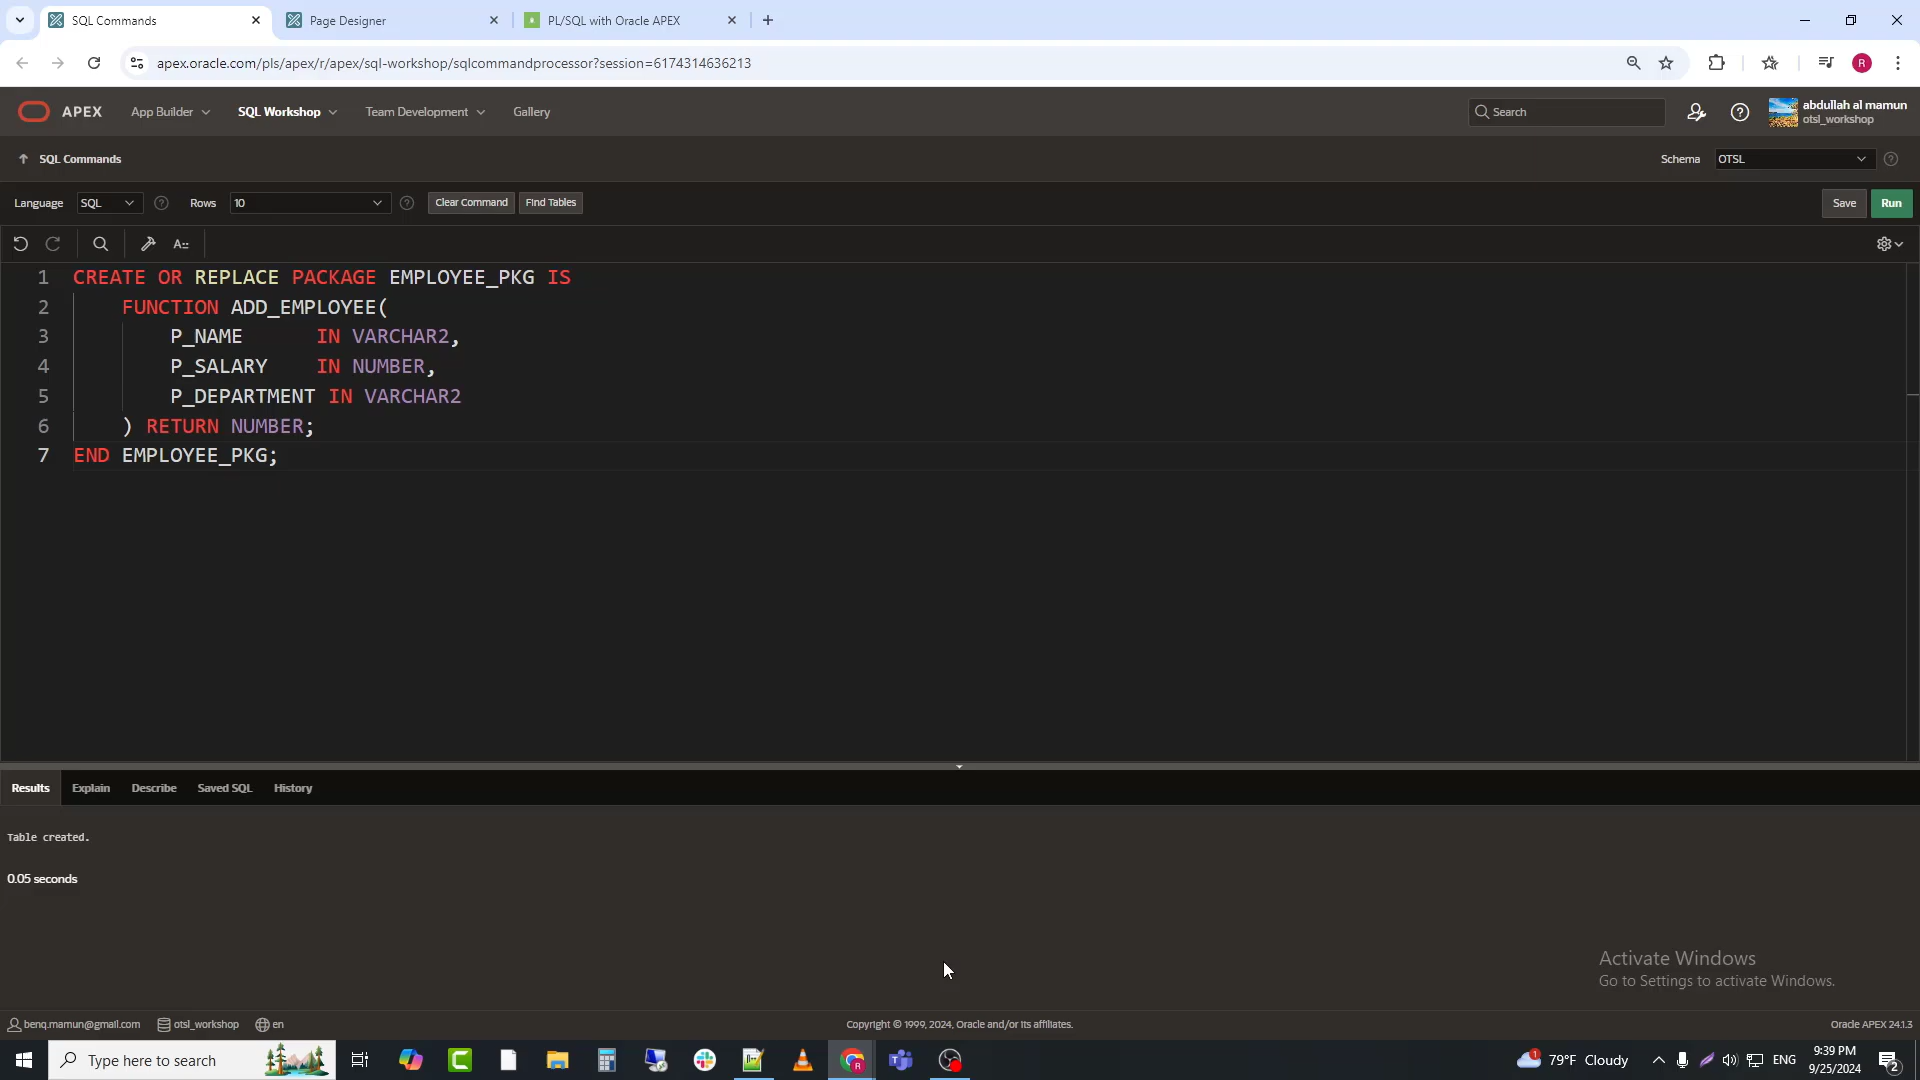 SQL Commands
Page Designer
PL/SQL with Oracle APEX
apex.oracle.com/pls/apex/r/apex/sql-workshop/sqlcommandprocessor?session=6174314636213
R
APEX
App Builder
SQL Workshop
Team Development
Gallery
Search
abdullah al mamun
otsl_workshop
SQL Commands
Schema
OTSL
Language
SQL
Rows
10
Clear Command
Find Tables
Save
Run
1 CREATE OR REPLACE PACKAGE EMPLOYEE_PKG IS
2 FUNCTION ADD_EMPLOYEE(
3 P_NAME IN VARCHAR2,
4 P_SALARY IN NUMBER,
5 P_DEPARTMENT IN VARCHAR2
6 ) RETURN NUMBER;
7 END EMPLOYEE_PKG;
Results
Explain
Describe
Saved SQL
History
Table created.
0.05 seconds
Activate Windows
Go to Settings to activate Windows.
benq.mamun@gmail.com
otsl_workshop
en
Copyright © 1999, 2024, Oracle and/or its affiliates.
Oracle APEX 24.1.3
Type here to search
79°F Cloudy
ENG
9:39 PM
9/25/2024
2